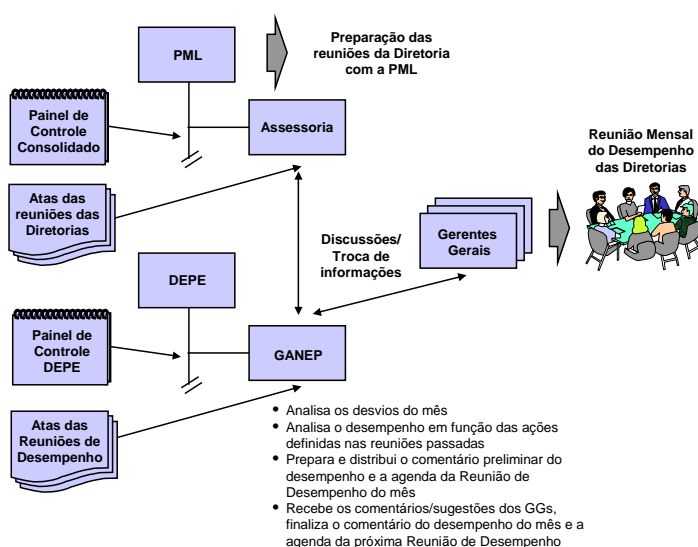 PML
Preparação das
reuniões da Diretoria
com a PML
Painel de
Controle
Consolidado
Assessoria
Reunião Mensal
do Desempenho
das Diretorias
Atas das
reuniões das
Diretorias
Discussões/
Troca de
informações
Gerentes
Gerais
DEPE
Painel de
Controle
DEPE
GANEP
Atas das
Reuniões de
Desempenho
• Analisa os desvios do mês
• Analisa o desempenho em função das ações
definidas nas reuniões passadas
• Prepara e distribui o comentário preliminar do
desempenho e a agenda da Reunião de
Desempenho do mês
• Recebe os comentários/sugestões dos GGs,
finaliza o comentário do desempenho do mês e a
agenda da próxima Reunião de Desempenho